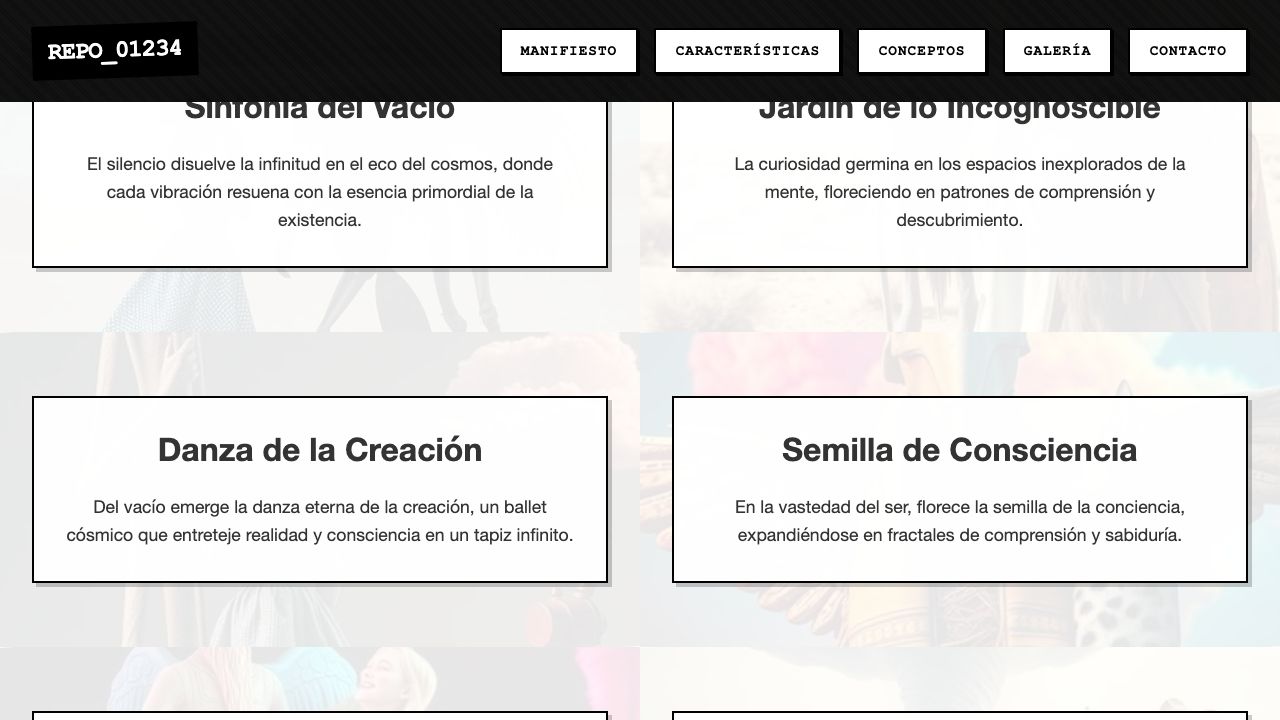 REPO_01234
MANIFIESTO
CARACTERÍSTICAS
CONCEPTOS
GALERÍA
CONTACTO
Sinfonía del Vacío
El silencio disuelve la infinitud en el eco del cosmos, donde
cada vibración resuena con la esencia primordial de la
existencia.
Jardín de lo Incognoscible
La curiosidad germina en los espacios inexplorados de la
mente, floreciendo en patrones de comprensión y
descubrimiento.
Danza de la Creación
Del vacío emerge la danza eterna de la creación, un ballet
cósmico que entreteje realidad y consciencia en un tapiz infinito.
Semilla de Consciencia
En la vastedad del ser, florece la semilla de la conciencia,
expandiéndose en fractales de comprensión y sabiduría.